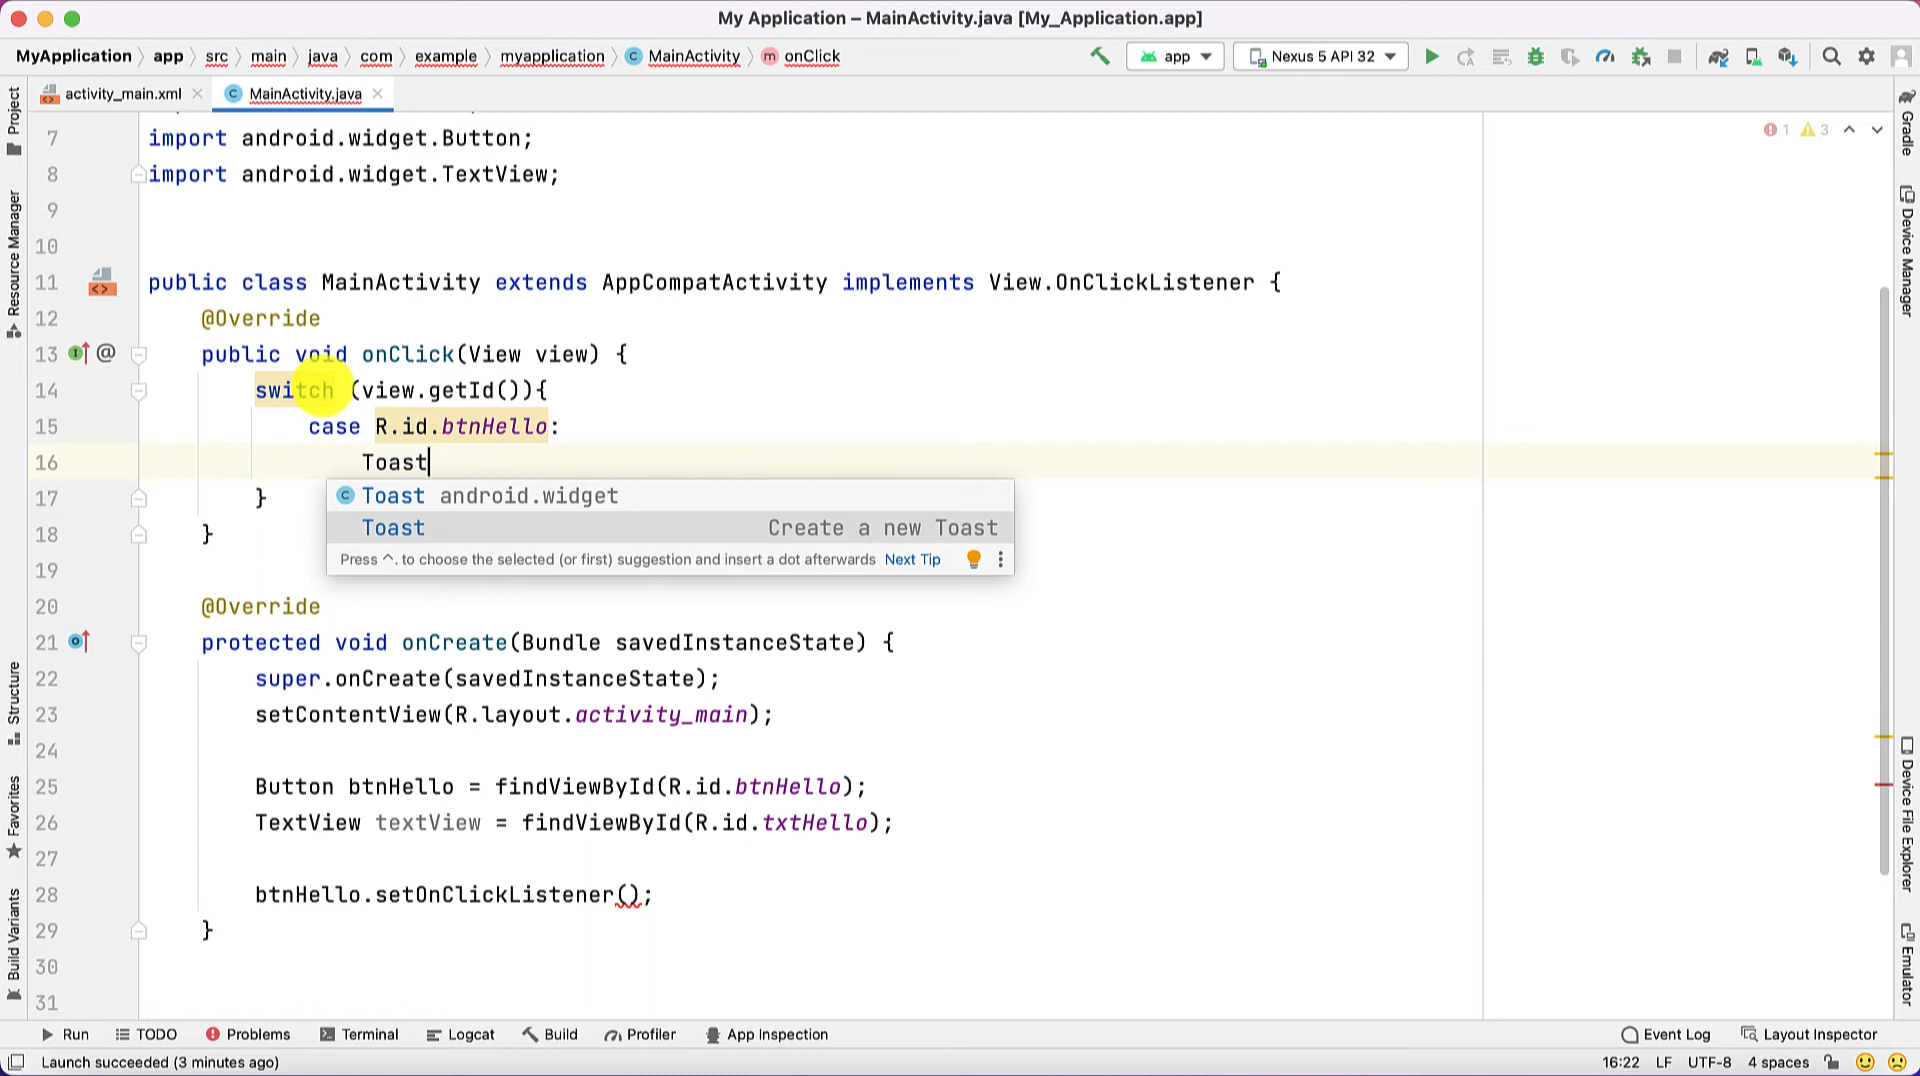 My Application – MainActivity.java [My_Application.app]
MyApplication app src main java com example myapplication MainActivity onClick app Nexus 5 API 32
activity_main.xml MainActivity.java
Project
Resource Manager
Structure
Favorites
Build Variants
1 3
7 import android.widget.Button;
8 import android.widget.TextView;
9
10
11 public class MainActivity extends AppCompatActivity implements View.OnClickListener {
12 @Override
13 public void onClick(View view) {
14 switch (view.getId()){
15 case R.id.btnHello:
16 Toast
Toast android.widget
Toast Create a new Toast
Press ^. to choose the selected (or first) suggestion and insert a dot afterwards Next Tip
17 }
18 }
19
20 @Override
21 protected void onCreate(Bundle savedInstanceState) {
22 super.onCreate(savedInstanceState);
23 setContentView(R.layout.activity_main);
24
25 Button btnHello = findViewById(R.id.btnHello);
26 TextView textView = findViewById(R.id.txtHello);
27
28 btnHello.setOnClickListener();
29 }
30
31
Gradle
Device Manager
Device File Explorer
Emulator
Run TODO Problems Terminal Logcat Build Profiler App Inspection Event Log Layout Inspector
Launch succeeded (3 minutes ago) 16:22 LF UTF-8 4 spaces